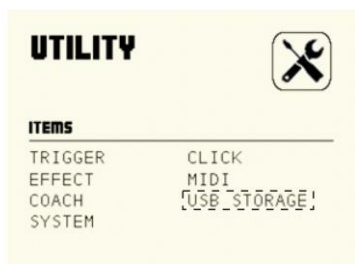 UTILITY
ITEMS
TRIGGER CLICK
EFFECT MIDI
COACH USB STORAGE
SYSTEM